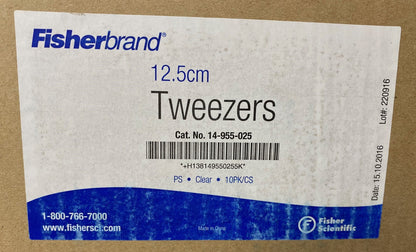 Fisherbrand®
12.5cm
Tweezers
Cat. No. 14-955-025
*+H138149550255K*
PS • Clear • 10PK/CS
1-800-766-7000
www.fishersci.com
Made in China
Fisher
Scientific
Lot#: 220916
Date: 15.10.2016